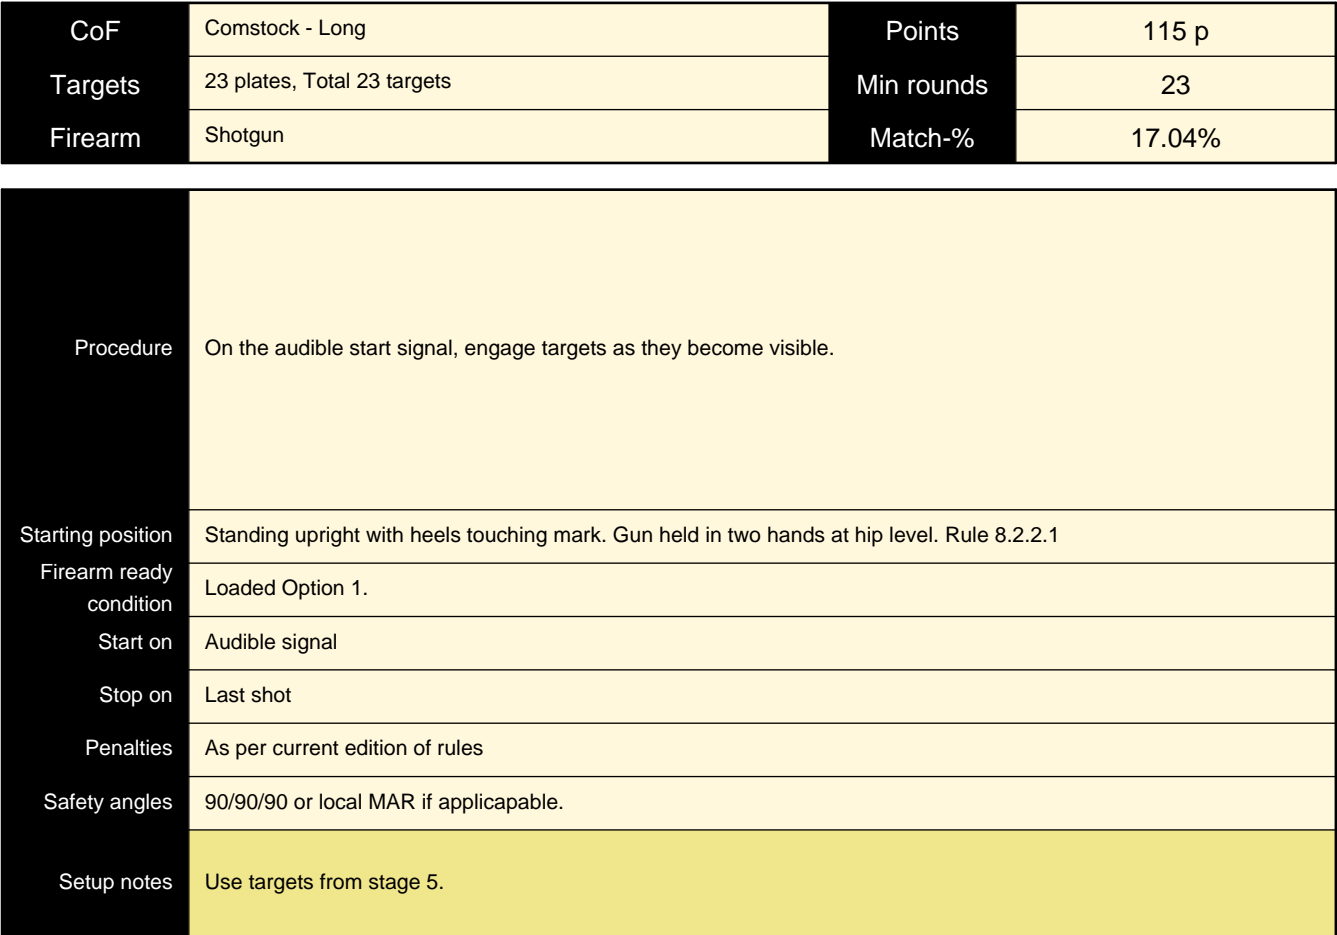 CoF Comstock - Long Points 115 p
Targets 23 plates, Total 23 targets Min rounds 23
Firearm Shotgun Match-% 17.04%
Procedure On the audible start signal, engage targets as they become visible.
Starting position Standing upright with heels touching mark. Gun held in two hands at hip level. Rule 8.2.2.1
Firearm ready
condition Loaded Option 1.
Start on Audible signal
Stop on Last shot
Penalties As per current edition of rules
Safety angles 90/90/90 or local MAR if applicapable.
Setup notes Use targets from stage 5.